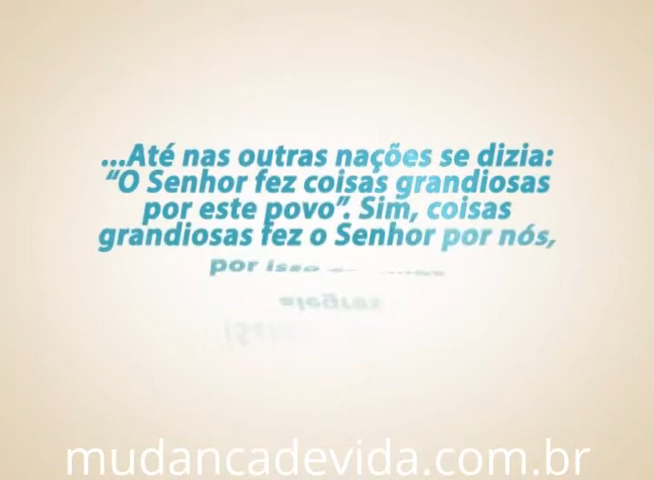 ...Até nas outras nações se dizia:
“O Senhor fez coisas grandiosas
por este povo”. Sim, coisas
grandiosas fez o Senhor por nós,
por isso
mudancadevida.com.br